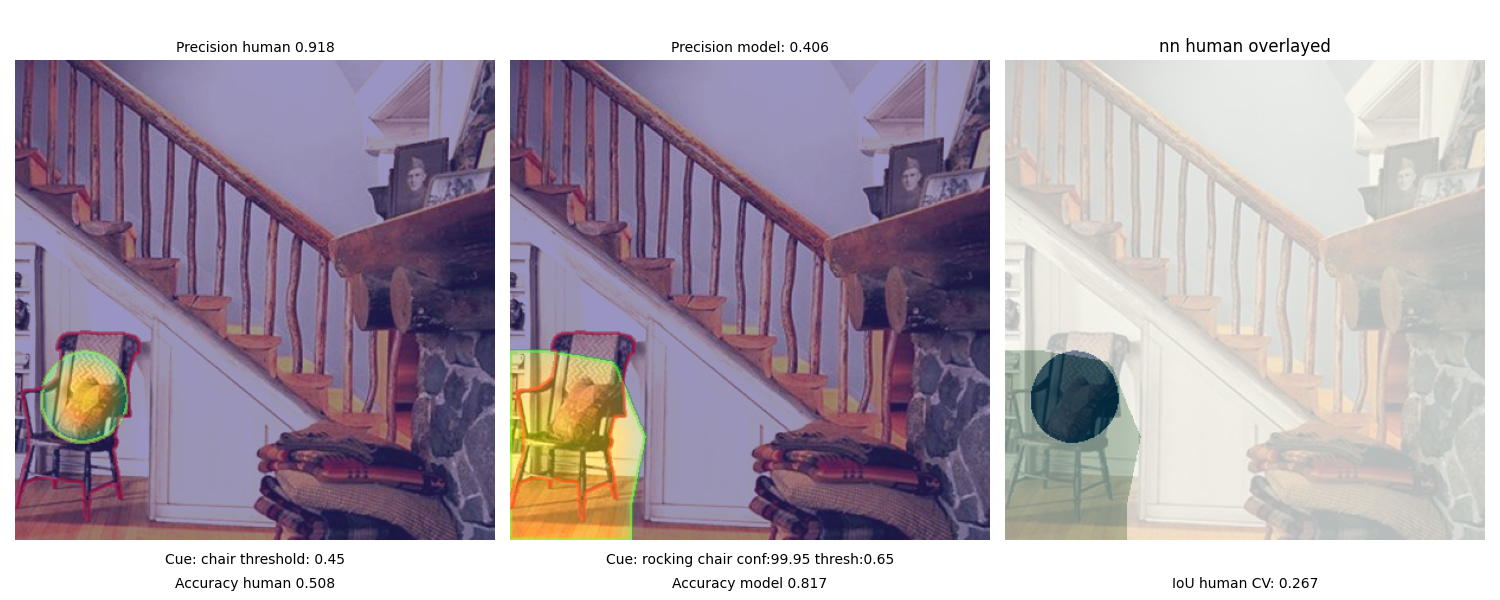 Precision human 0.918
Precision model: 0.406
nn human overlayed
Cue: chair threshold: 0.45
Cue: rocking chair conf:99.95 thresh:0.65
Accuracy human 0.508
Accuracy model 0.817
IoU human CV: 0.267